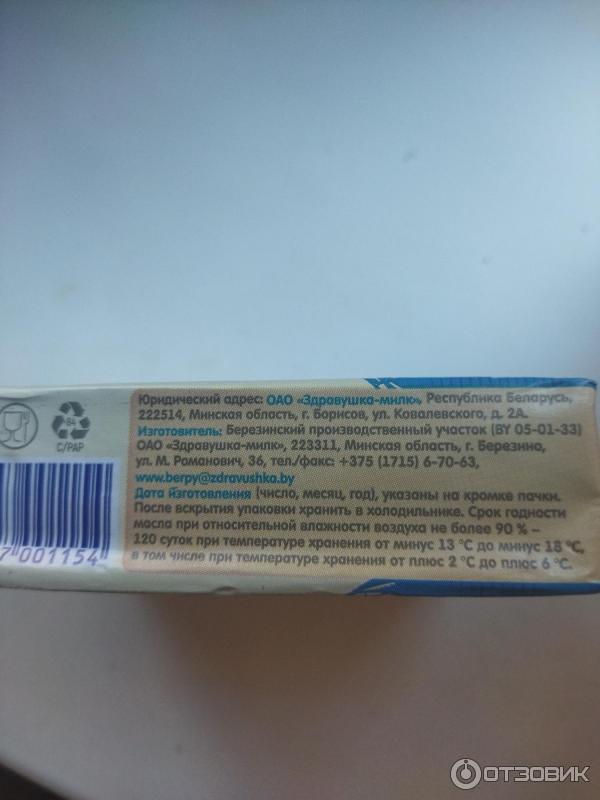 Юридический адрес: ОАО «Здравушка-милк», Республика Беларусь,
222514, Минская область, г. Борисов, ул. Ковалевского, д. 2А.
Изготовитель: Березинский производственный участок (BY 05-01-33)
ОАО «Здравушка-милк», 223311, Минская область, г. Березино,
ул. М. Романович, 36, тел./факс: +375 (1715) 6-70-63,
www.berpy@zdravushka.by
Дата изготовления (число, месяц, год), указаны на кромке пачки.
После вскрытия упаковки хранить в холодильнике. Срок годности
масла при относительной влажности воздуха не более 90 % –
120 суток при температуре хранения от минус 13 °С до минус 18 °С,
в том числе при температуре хранения от плюс 2 °С до плюс 6 °С.
84
C/PAP
7 001154
ОТЗОВИК